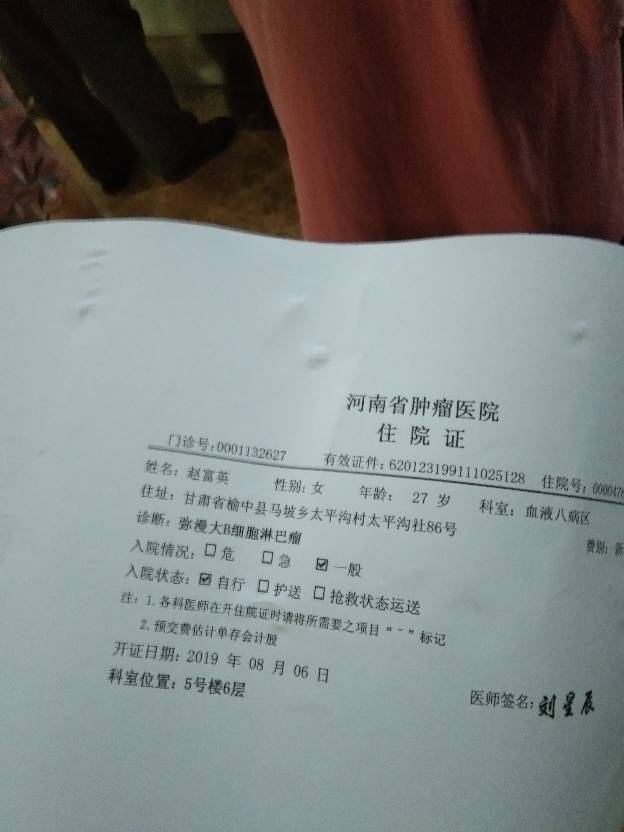 河南省肿瘤医院
住院证
门诊号:0001132627 有效证件:620123199111025128 住院号:0000476
姓名: 赵富英 性别:女 年龄: 27 岁 科室: 血液八病区
住址: 甘肃省榆中县马坡乡太平沟村太平沟社86号
诊断: 弥漫大B细胞淋巴瘤 费别: 新
入院情况: □ 危 □ 急 ☑ 一般
入院状态: ☑ 自行 □ 护送 □ 抢救状态运送
注: 1.各科医师在开住院证时请将所需要之项目“ˇ”标记
2.预交费估计单存会计股
开证日期: 2019 年 08 月 06 日
科室位置: 5号楼6层 医师签名: 刘星辰